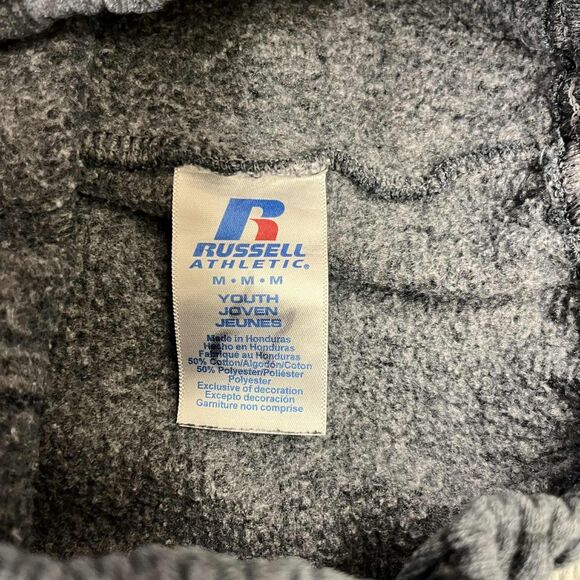 RUSSELL
ATHLETIC®
M • M • M
YOUTH
JOVEN
JEUNES
Made in Honduras
Hecho en Honduras
Fabriqué au Honduras
50% Cotton/Algodón/Coton
50% Polyester/Poliéster
Polyester
Exclusive of decoration
Excepto decoración
Garniture non comprise